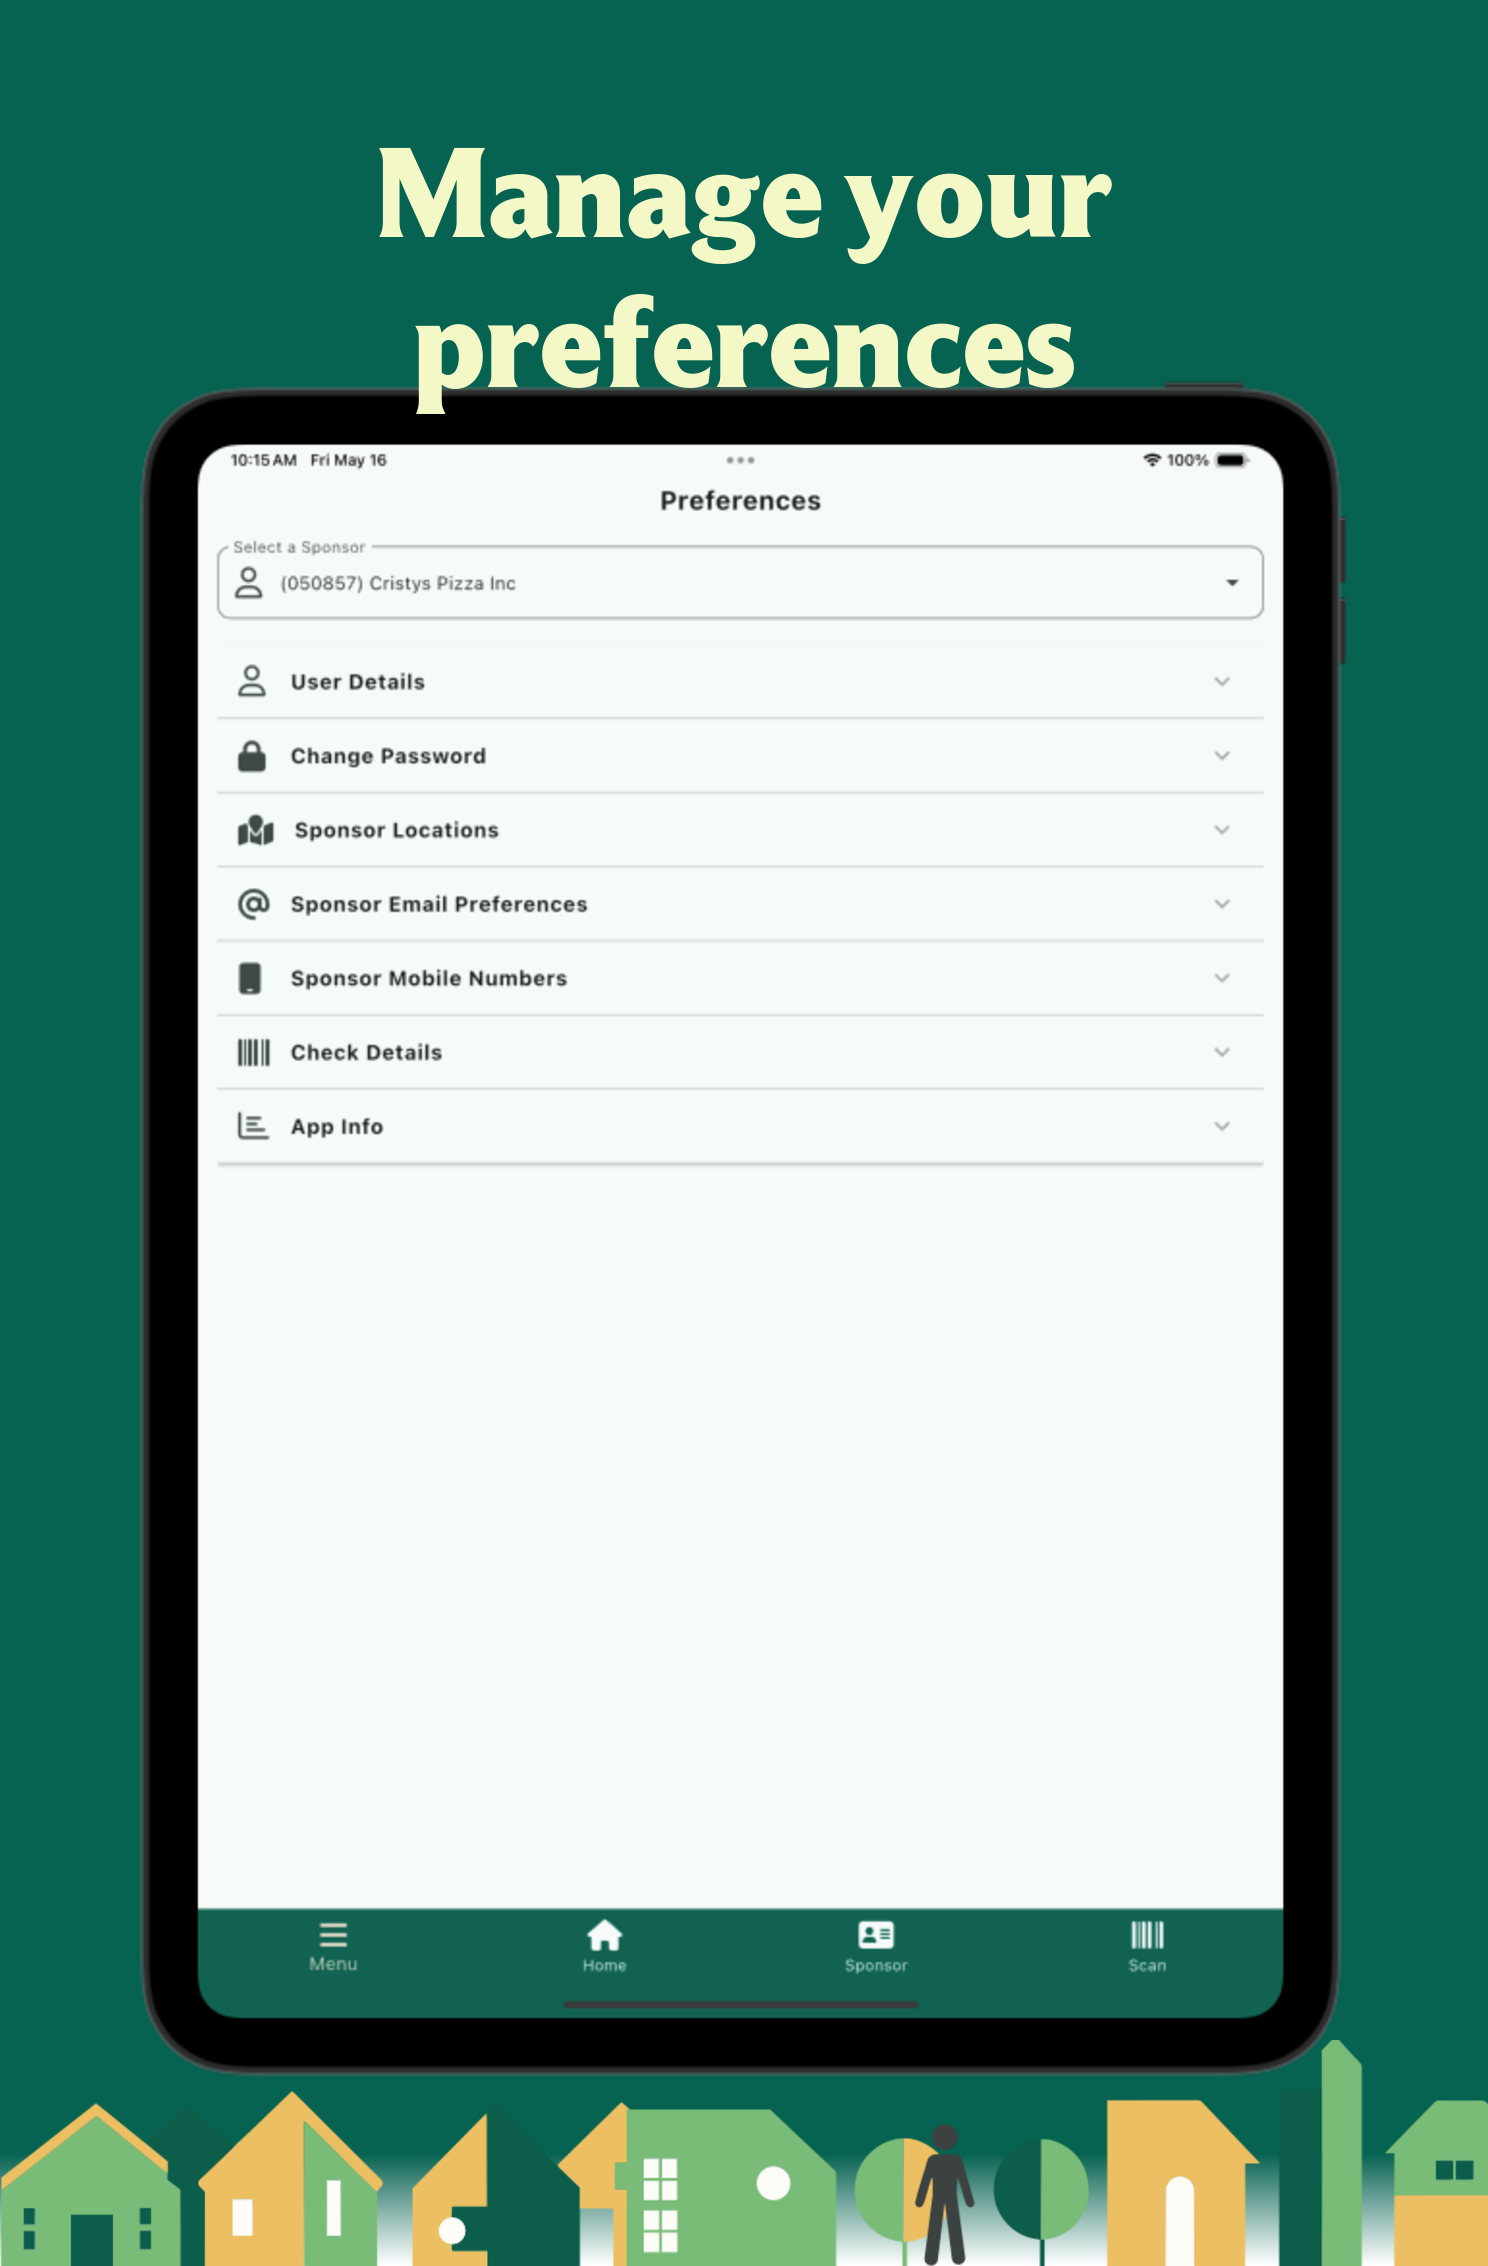 Manage your
preferences
10:15 AM Fri May 16
100%
Preferences
Select a Sponsor
(050857) Cristys Pizza Inc
User Details
Change Password
Sponsor Locations
Sponsor Email Preferences
Sponsor Mobile Numbers
Check Details
App Info
Menu Home Sponsor Scan